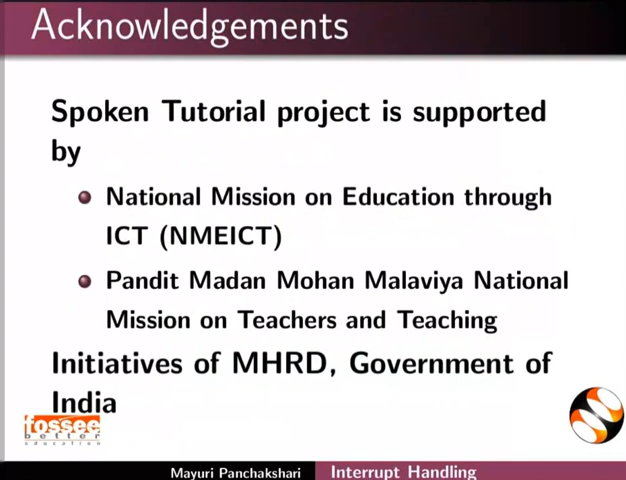 Acknowledgements
Spoken Tutorial project is supported
by
National Mission on Education through
ICT (NMEICT)
Pandit Madan Mohan Malaviya National
Mission on Teachers and Teaching
Initiatives of MHRD, Government of
India
fossee
better
education
Mayuri Panchakshari Interrupt Handling